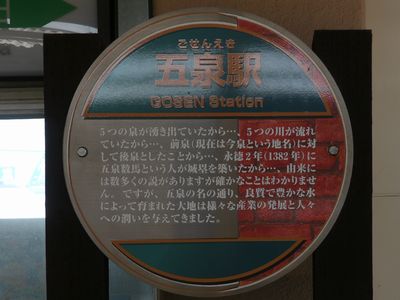 ごせんえき
五泉駅
GOSEN Station
5つの泉が湧き出ていたから…、5つの川が流れ
ていたから…、前泉(現在は今泉という地名)に対
して後泉としたことから…、永徳2年(1382年)に
五泉数馬という人が城塁を築いたから…、由来に
は数多くの説がありますが確かなことはわかりませ
ん。ですが、五泉の名の通り、良質で豊かな水
によって育まれた大地は様々な産業の発展と人々
への潤いを与えてきました。